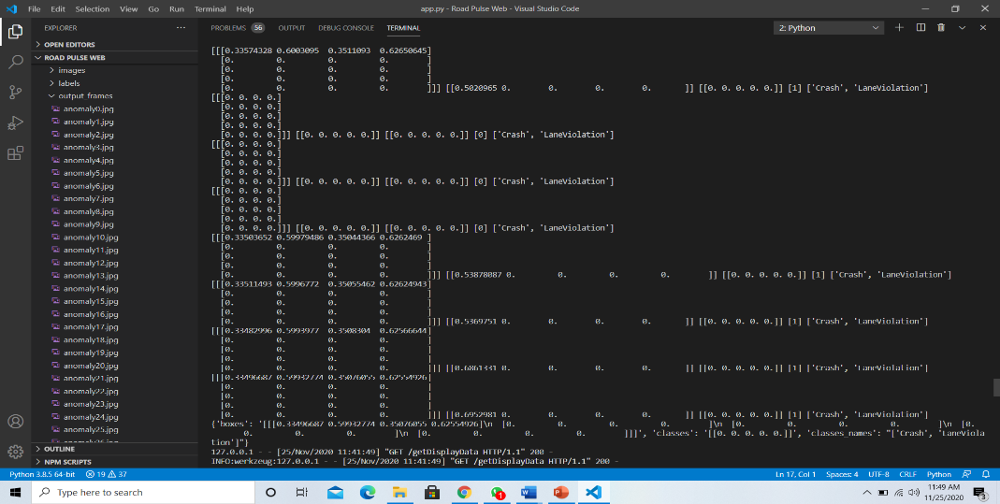 File Edit Selection View Go Run Terminal Help
app.py - Road Pulse Web - Visual Studio Code
EXPLORER ...
OPEN EDITORS
ROAD PULSE WEB
images
labels
output_frames
anomaly0.jpg
anomaly1.jpg
anomaly2.jpg
anomaly3.jpg
anomaly4.jpg
anomaly5.jpg
anomaly6.jpg
anomaly7.jpg
anomaly8.jpg
anomaly9.jpg
anomaly10.jpg
anomaly11.jpg
anomaly12.jpg
anomaly13.jpg
anomaly14.jpg
anomaly15.jpg
anomaly16.jpg
anomaly17.jpg
anomaly18.jpg
anomaly19.jpg
anomaly20.jpg
anomaly21.jpg
anomaly22.jpg
anomaly23.jpg
anomaly24.jpg
anomaly25.jpg
OUTLINE
NPM SCRIPTS
PROBLEMS 56 OUTPUT DEBUG CONSOLE TERMINAL
2: Python
[[[0.33574328 0.6003095 0.3511093 0.62650645]
[0. 0. 0. 0. ]
[0. 0. 0. 0. ]
[0. 0. 0. 0. ]
[0. 0. 0. 0. ]]] [[0.5020965 0. 0. 0. 0. ]] [[0. 0. 0. 0. 0.]] [1] ['Crash', 'LaneViolation']
[[[0. 0. 0. 0.]
[0. 0. 0. 0.]
[0. 0. 0. 0.]
[0. 0. 0. 0.]
[0. 0. 0. 0.]]] [[0. 0. 0. 0. 0.]] [[0. 0. 0. 0. 0.]] [0] ['Crash', 'LaneViolation']
[[[0. 0. 0. 0.]
[0. 0. 0. 0.]
[0. 0. 0. 0.]
[0. 0. 0. 0.]
[0. 0. 0. 0.]]] [[0. 0. 0. 0. 0.]] [[0. 0. 0. 0. 0.]] [0] ['Crash', 'LaneViolation']
[[[0. 0. 0. 0.]
[0. 0. 0. 0.]
[0. 0. 0. 0.]
[0. 0. 0. 0.]
[0. 0. 0. 0.]]] [[0. 0. 0. 0. 0.]] [[0. 0. 0. 0. 0.]] [0] ['Crash', 'LaneViolation']
[[[0.33503652 0.59979486 0.35044366 0.6262469 ]
[0. 0. 0. 0. ]
[0. 0. 0. 0. ]
[0. 0. 0. 0. ]
[0. 0. 0. 0. ]]] [[0.53878087 0. 0. 0. 0. ]] [[0. 0. 0. 0. 0.]] [1] ['Crash', 'LaneViolation']
[[[0.33511493 0.5996772 0.35055462 0.62624943]
[0. 0. 0. 0. ]
[0. 0. 0. 0. ]
[0. 0. 0. 0. ]
[0. 0. 0. 0. ]]] [[0.5369751 0. 0. 0. 0. ]] [[0. 0. 0. 0. 0.]] [1] ['Crash', 'LaneViolation']
[[[0.33482996 0.5993977 0.3508304 0.62566644]
[0. 0. 0. 0. ]
[0. 0. 0. 0. ]
[0. 0. 0. 0. ]
[0. 0. 0. 0. ]]] [[0.6861331 0. 0. 0. 0. ]] [[0. 0. 0. 0. 0.]] [1] ['Crash', 'LaneViolation']
[[[0.33496687 0.59932774 0.35076055 0.62554926]
[0. 0. 0. 0. ]
[0. 0. 0. 0. ]
[0. 0. 0. 0. ]
[0. 0. 0. 0. ]]] [[0.6952981 0. 0. 0. 0. ]] [[0. 0. 0. 0. 0.]] [1] ['Crash', 'LaneViolation']
{'boxes': '[[[0.33496687 0.59932774 0.35076055 0.62554926]\n [0. 0. 0. 0. ]\n [0. 0. 0. 0. ]\n [0.
0. 0. 0. ]\n [0. 0. 0. 0. ]]]', 'classes': '[[0. 0. 0. 0. 0.]]', 'classes_names': "['Crash', 'LaneViola
tion']"}
127.0.0.1 - - [25/Nov/2020 11:41:49] "GET /getDisplayData HTTP/1.1" 200 -
INFO:werkzeug:127.0.0.1 - - [25/Nov/2020 11:41:49] "GET /getDisplayData HTTP/1.1" 200 -
Python 3.8.5 64-bit 19 37
Ln 17, Col 1 Spaces: 4 UTF-8 CRLF Python
Type here to search
1
W
P
11:49 AM
11/25/2020
3